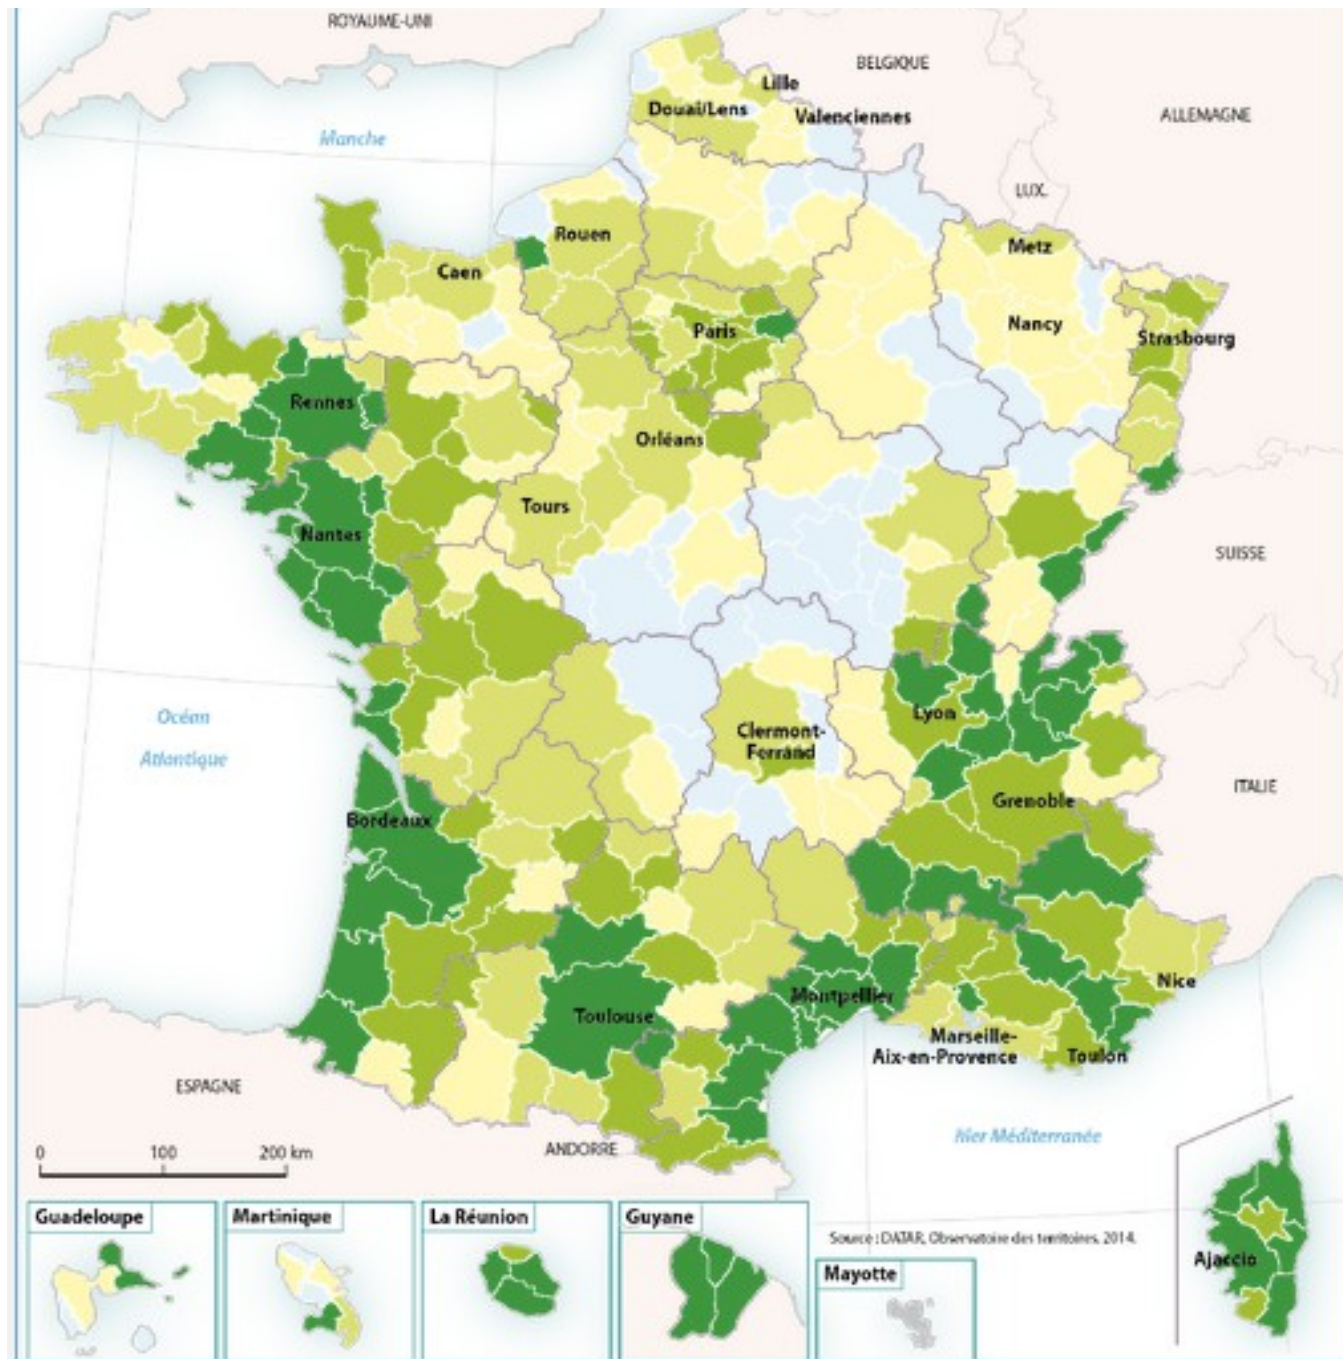 ROYAUME-UNI
BELGIQUE
Lille
Douai/Lens
Valenciennes
ALLEMAGNE
Manche
LUX.
Rouen
Metz
Caen
Nancy
Paris
Strasbourg
Rennes
Orléans
Tours
Nantes
SUISSE
Océan
Atlantique
Lyon
Clermont-
Ferrand
ITALIE
Grenoble
Bordeaux
Nice
Montpellier
Toulouse
Marseille-
Aix-en-Provence
Toulon
ESPAGNE
Mer Méditerranée
ANDORRE
0 100 200 km
Guadeloupe
Martinique
La Réunion
Guyane
Source : DATAR, Observatoire des territoires, 2014.
Mayotte
Ajaccio